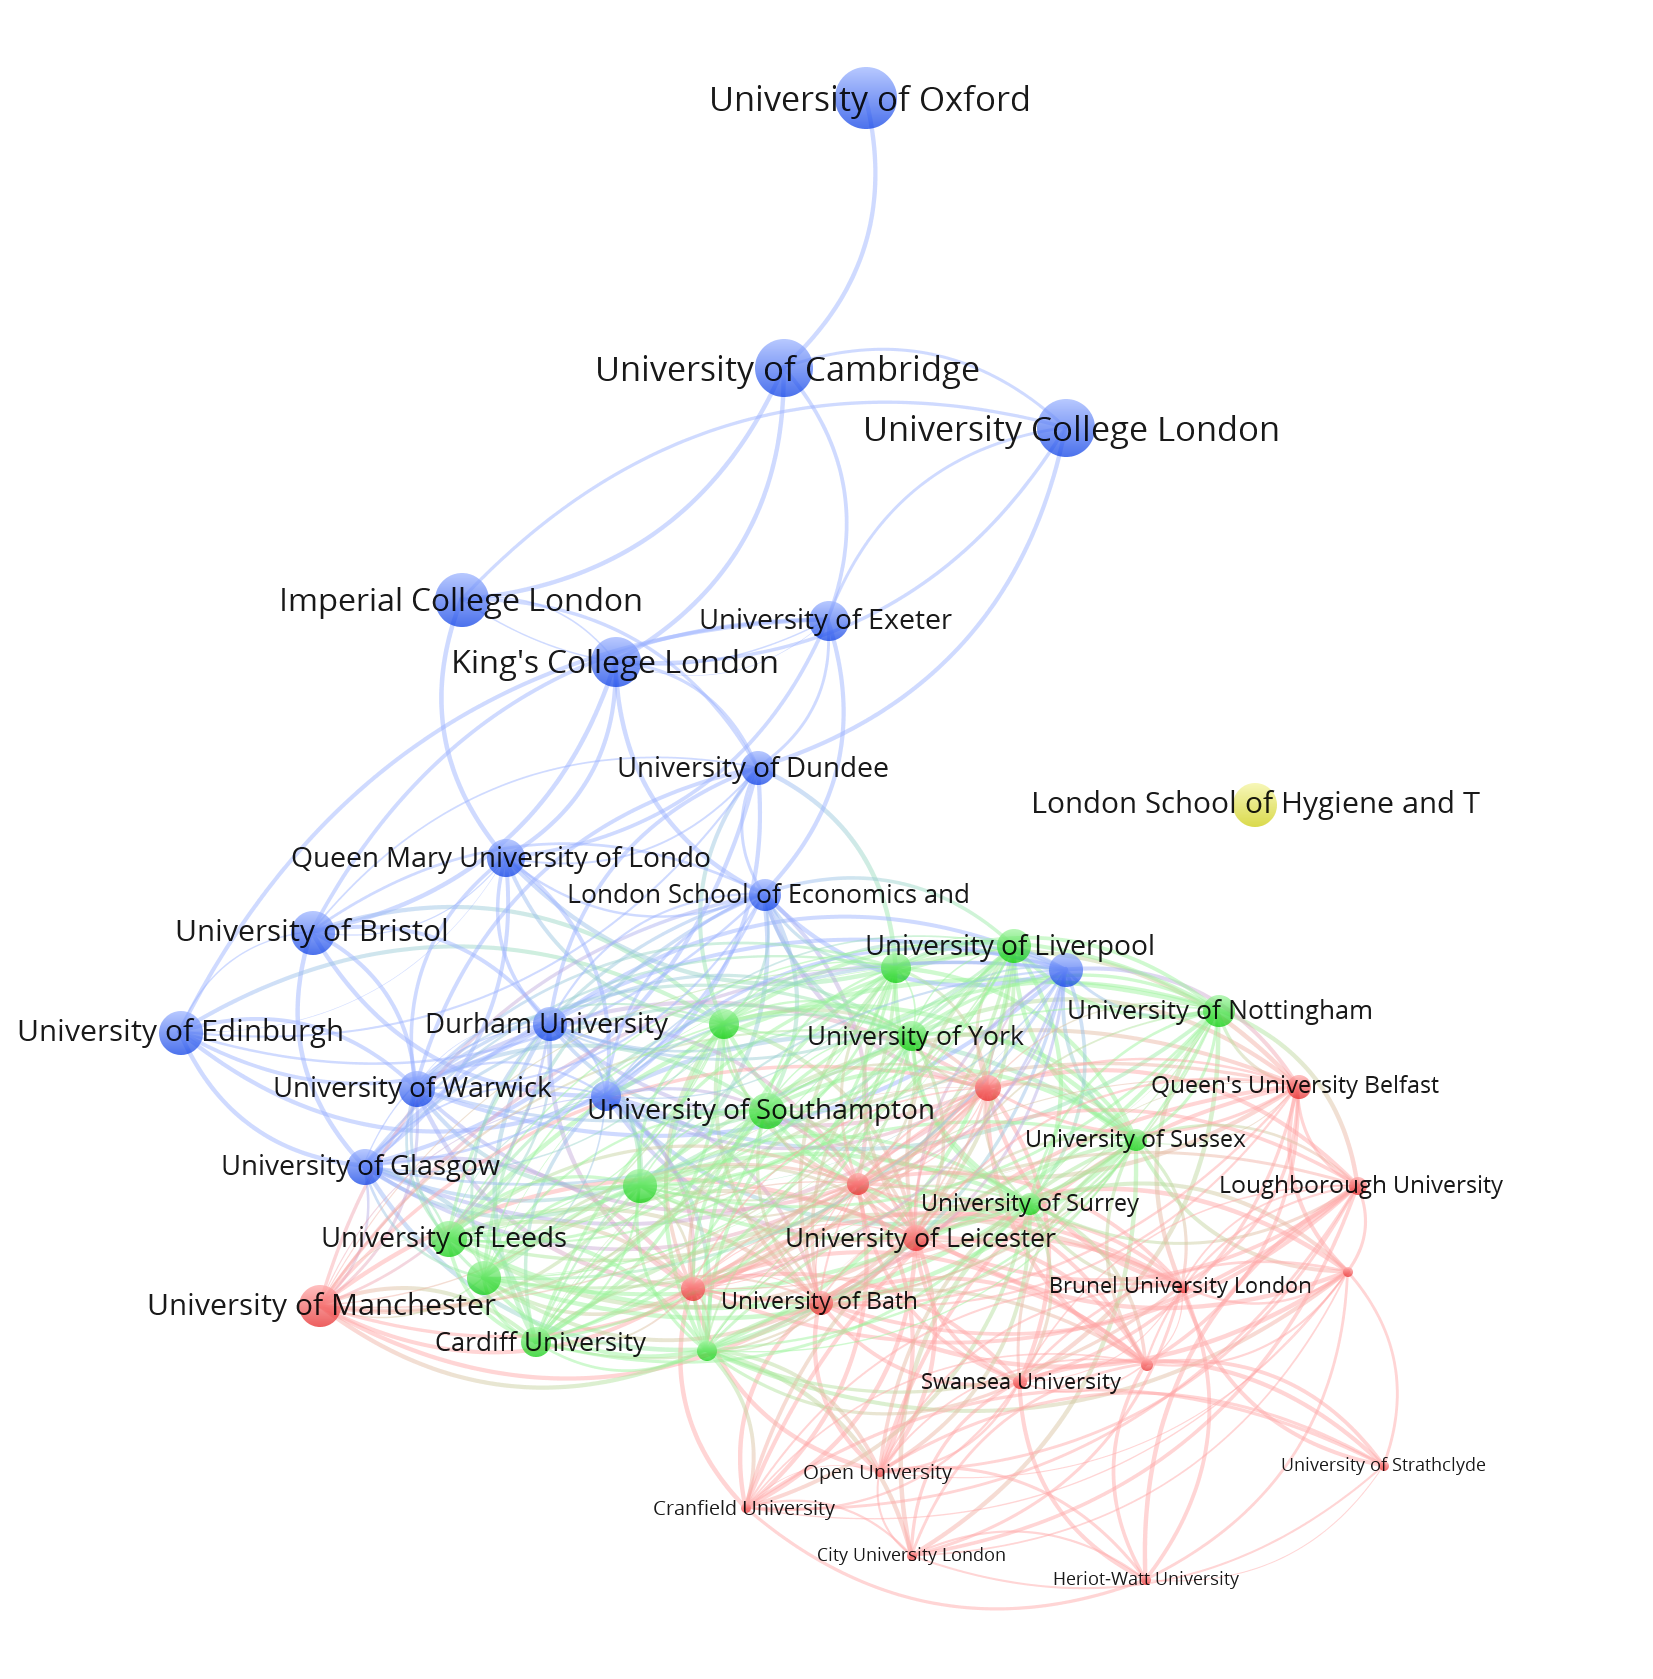 University of Oxford
University of Cambridge
University College London
Imperial College London
University of Exeter
King's College London
University of Dundee
London School of Hygiene and T
Queen Mary University of Londo
London School of Economics and
University of Bristol
University of Liverpool
University of Nottingham
University of Edinburgh
Durham University
University of York
University of Warwick
Queen's University Belfast
University of Southampton
University of Sussex
University of Glasgow
Loughborough University
University of Surrey
University of Leeds
University of Leicester
Brunel University London
University of Manchester
University of Bath
Cardiff University
Swansea University
University of Strathclyde
Open University
Cranfield University
City University London
Heriot-Watt University